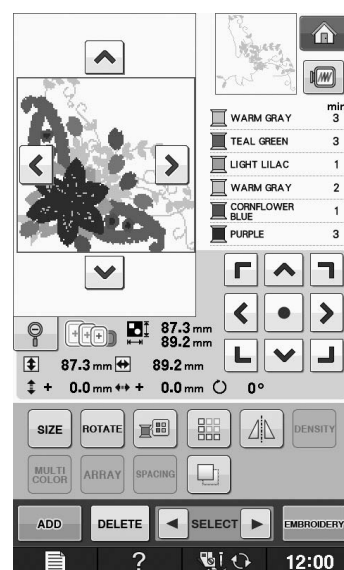 min
WARM GRAY 3
TEAL GREEN 3
LIGHT LILAC 1
WARM GRAY 2
CORNFLOWER
BLUE 1
PURPLE 3
87.3 mm
89.2 mm
87.3 mm 89.2 mm
+ 0.0 mm + 0.0 mm 0°
SIZE ROTATE DENSITY
MULTI
COLOR ARRAY SPACING
ADD DELETE SELECT EMBROIDERY
? 12:00